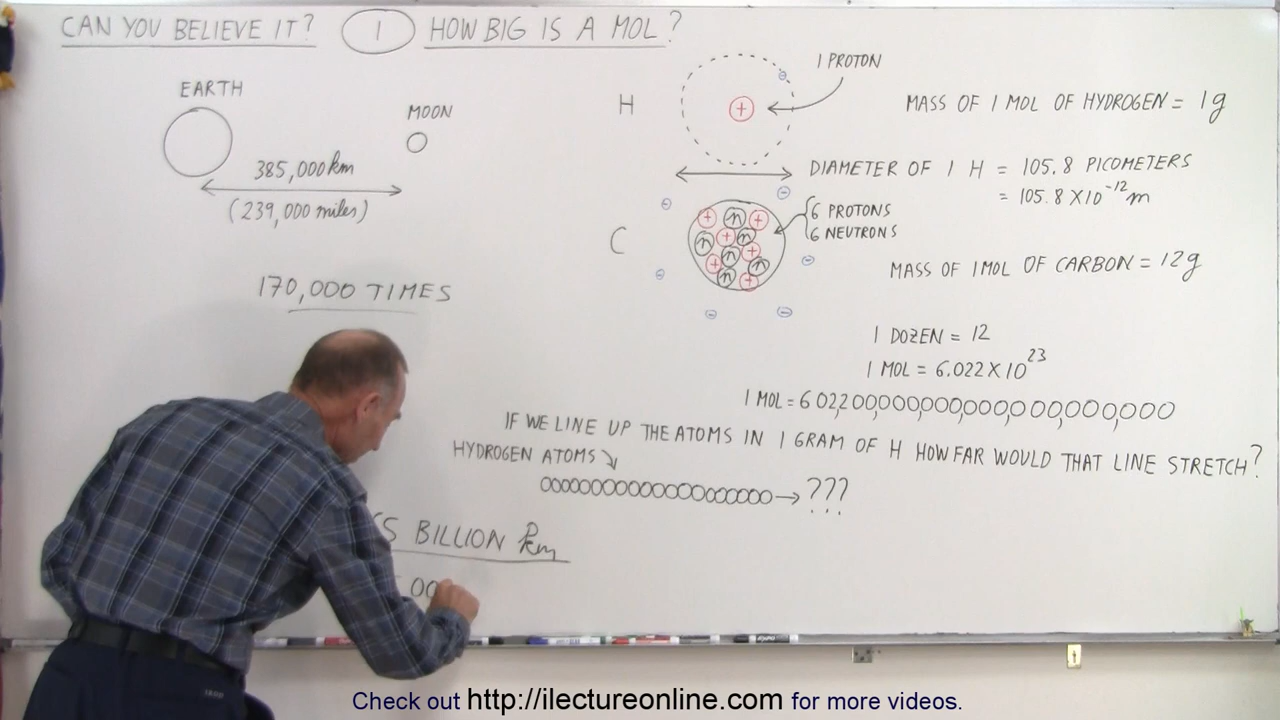 CAN YOU BELIEVE IT? 1 HOW BIG IS A MOL?
EARTH
MOON
385,000 km
(239,000 miles)
170,000 TIMES
BILLION km
H
1 PROTON
MASS OF 1 MOL OF HYDROGEN = 1g
DIAMETER OF 1 H = 105.8 PICOMETERS
= 105.8 X 10⁻¹² m
C
6 PROTONS
6 NEUTRONS
MASS OF 1 MOL OF CARBON = 12g
1 DOZEN = 12
1 MOL = 6.022 X 10²³
1 MOL = 602,200,000,000,000,000,000,000
IF WE LINE UP THE ATOMS IN 1 GRAM OF H HOW FAR WOULD THAT LINE STRETCH?
HYDROGEN ATOMS
???
Check out http://ilectureonline.com for more videos.